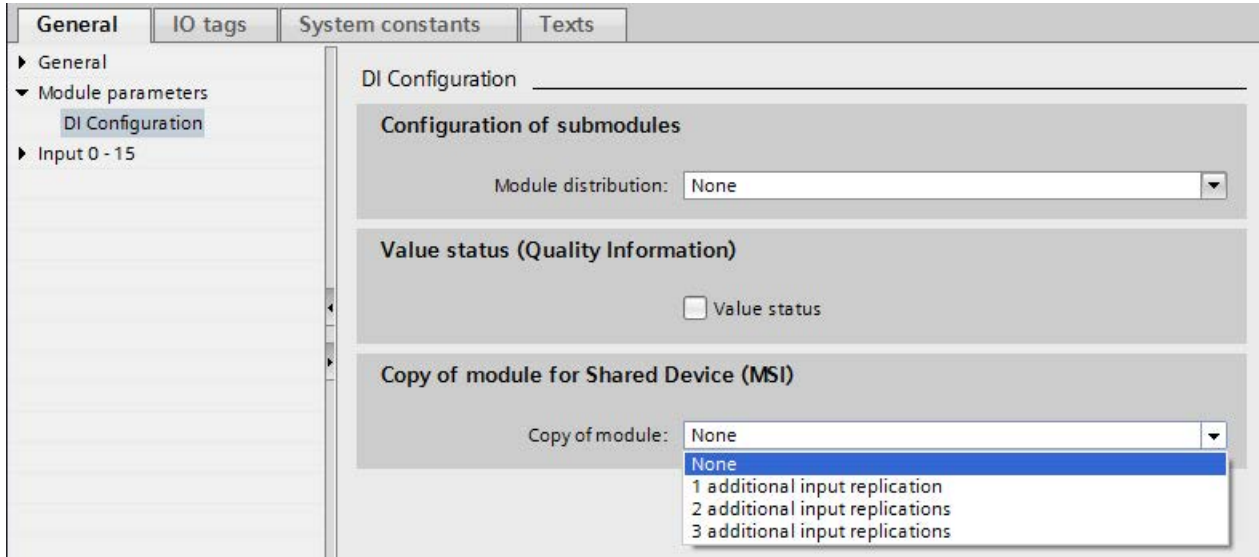 General IO tags System constants Texts
General
Module parameters
DI Configuration
Input 0 - 15
DI Configuration
Configuration of submodules
Module distribution: None
Value status (Quality Information)
Value status
Copy of module for Shared Device (MSI)
Copy of module: None
None
1 additional input replication
2 additional input replications
3 additional input replications